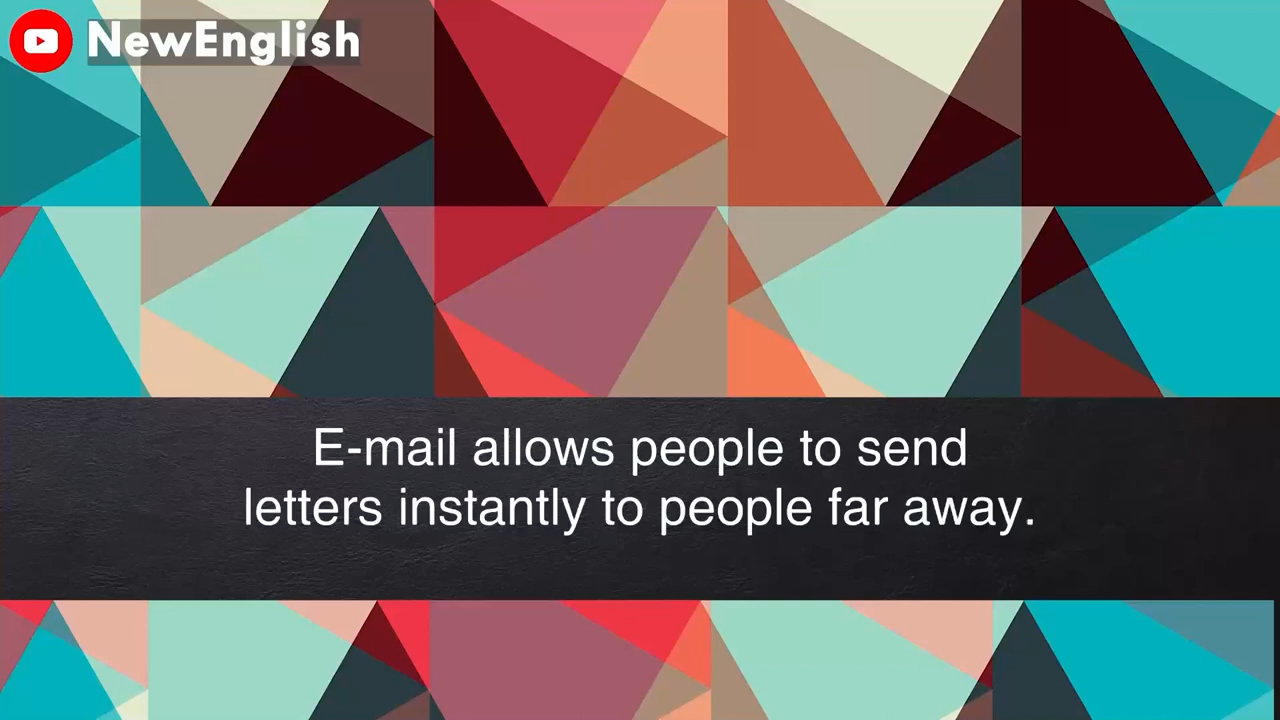 NewEnglish
E-mail allows people to send
letters instantly to people far away.